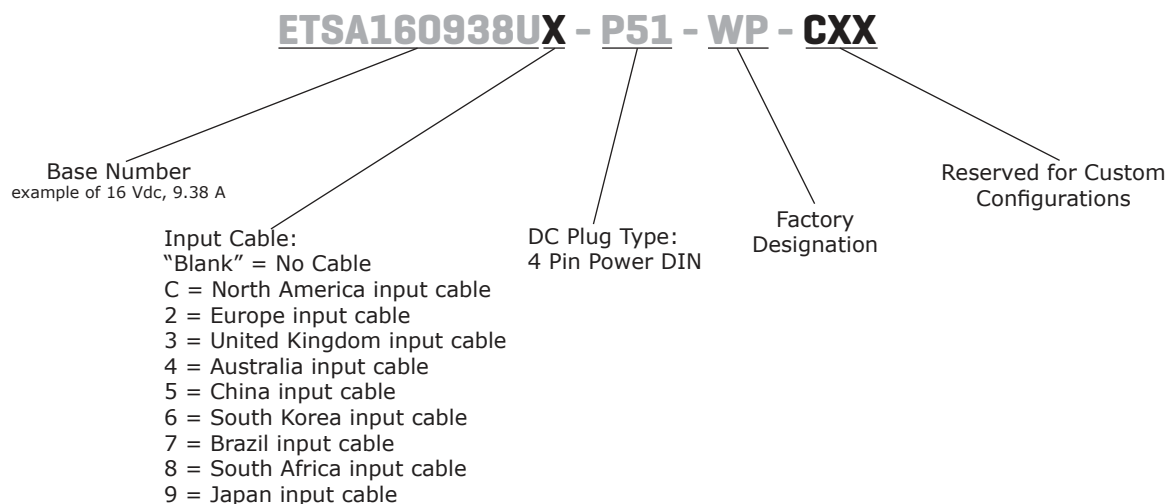 ETSA160938UX - P51 - WP - CXX
Base Number
example of 16 Vdc, 9.38 A
Input Cable:
“Blank” = No Cable
C = North America input cable
2 = Europe input cable
3 = United Kingdom input cable
4 = Australia input cable
5 = China input cable
6 = South Korea input cable
7 = Brazil input cable
8 = South Africa input cable
9 = Japan input cable
DC Plug Type:
4 Pin Power DIN
Factory
Designation
Reserved for Custom
Configurations